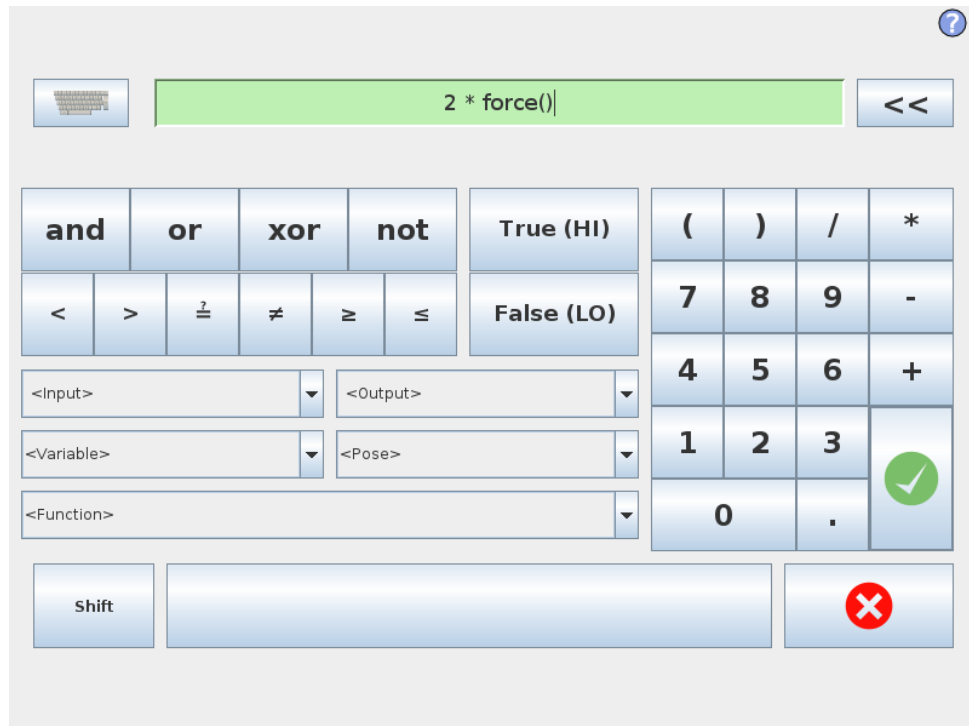 ?
2 * force()
<<
and or xor not True (HI) ( ) / *
< > ≟ ≠ ≥ ≤ False (LO) 7 8 9 -
<Input> <Output> 4 5 6 +
<Variable> <Pose> 1 2 3
<Function> 0 .
Shift